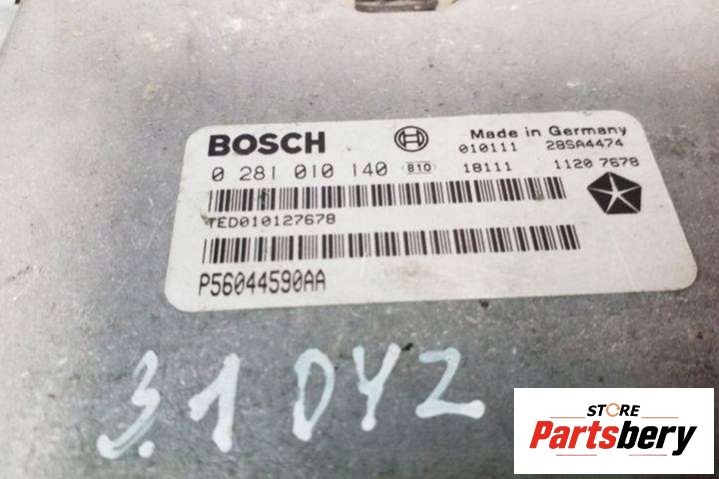 BOSCH
Made in Germany
010111 28SA4474
0 281 010 140 810 18111 1120 7678
TED010127678
P56044590AA
3.1 DYZ
STORE
Partsbery